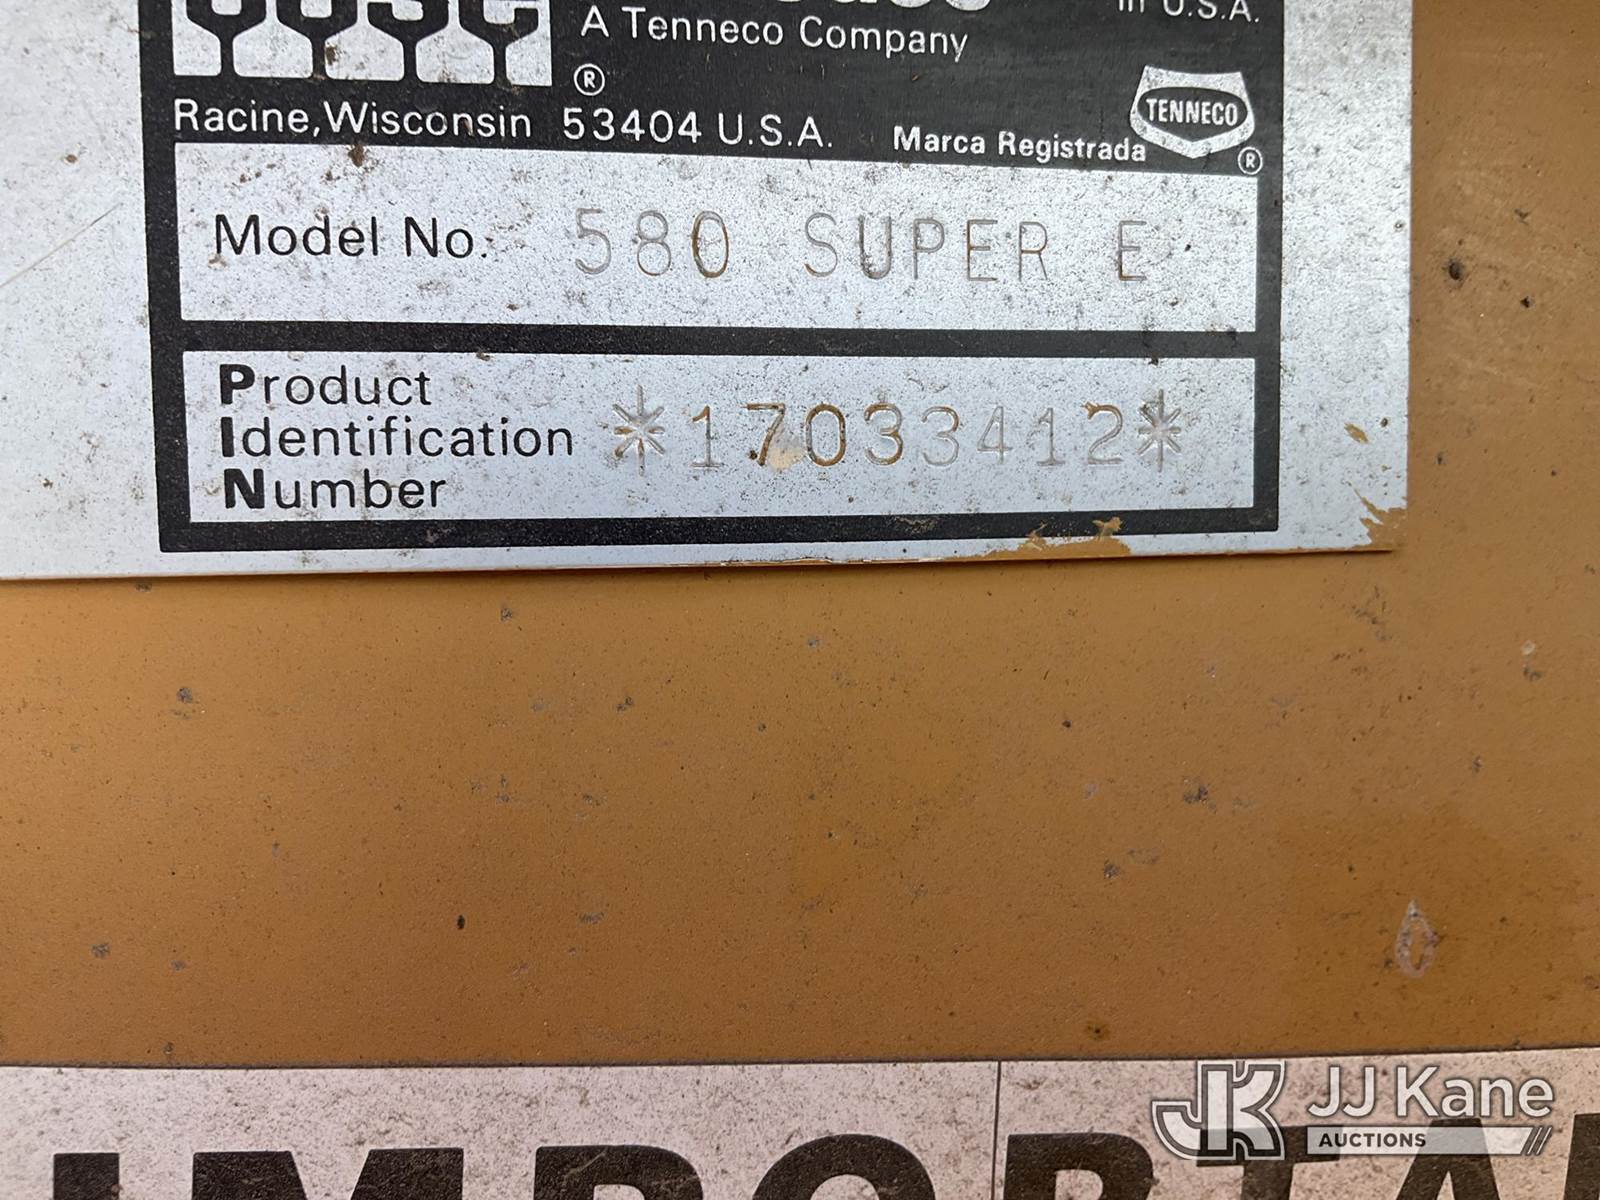 A Tenneco Company
in U.S.A.
®
Racine, Wisconsin 53404 U.S.A.
Marca Registrada
TENNECO
®
Model No. 580 SUPER E
Product
Identification
Number
*17033412*
JK JJ Kane
AUCTIONS